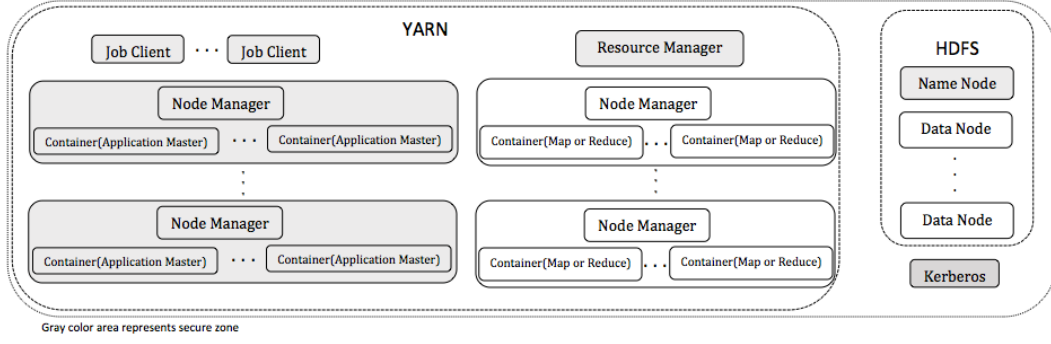 YARN
Job Client
...
Job Client
Resource Manager
Node Manager
Container(Application Master)
...
Container(Application Master)
Node Manager
Container(Map or Reduce)
...
Container(Map or Reduce)
Node Manager
Container(Application Master)
...
Container(Application Master)
Node Manager
Container(Map or Reduce)
...
Container(Map or Reduce)
HDFS
Name Node
Data Node
Data Node
Kerberos
Gray color area represents secure zone